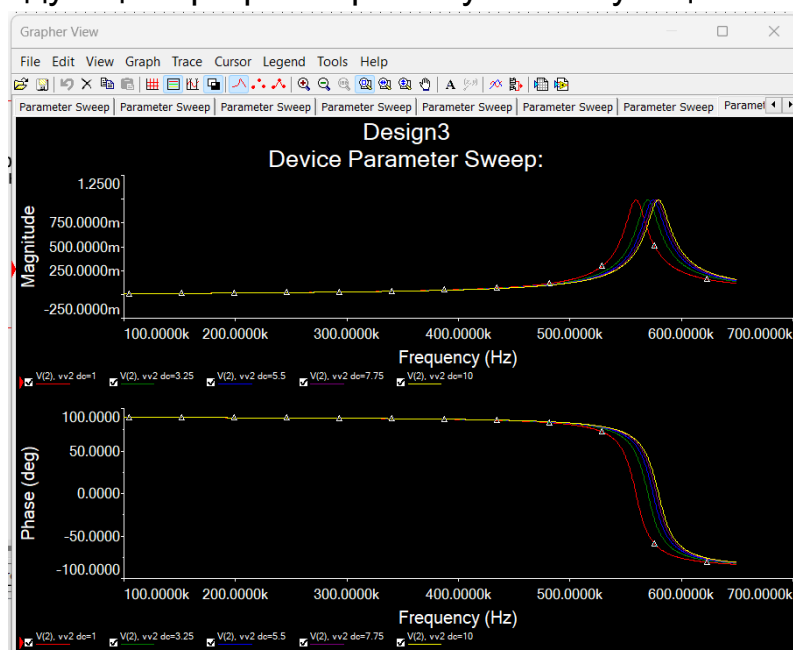 Grapher View
File Edit View Graph Trace Cursor Legend Tools Help
Parameter Sweep Parameter Sweep Parameter Sweep Parameter Sweep Parameter Sweep Parameter Sweep Parameter Sweep Paramet
Design3
Device Parameter Sweep:
Magnitude
1.2500
750.0000m
500.0000m
250.0000m
-250.0000m
100.0000k 200.0000k 300.0000k 400.0000k 500.0000k 600.0000k 700.0000k
Frequency (Hz)
V(2), vv2 dc=1 V(2), vv2 dc=3.25 V(2), vv2 dc=5.5 V(2), vv2 dc=7.75 V(2), vv2 dc=10
Phase (deg)
100.0000
50.0000
0.0000
-50.0000
-100.0000
100.0000k 200.0000k 300.0000k 400.0000k 500.0000k 600.0000k 700.0000k
Frequency (Hz)
V(2), vv2 dc=1 V(2), vv2 dc=3.25 V(2), vv2 dc=5.5 V(2), vv2 dc=7.75 V(2), vv2 dc=10